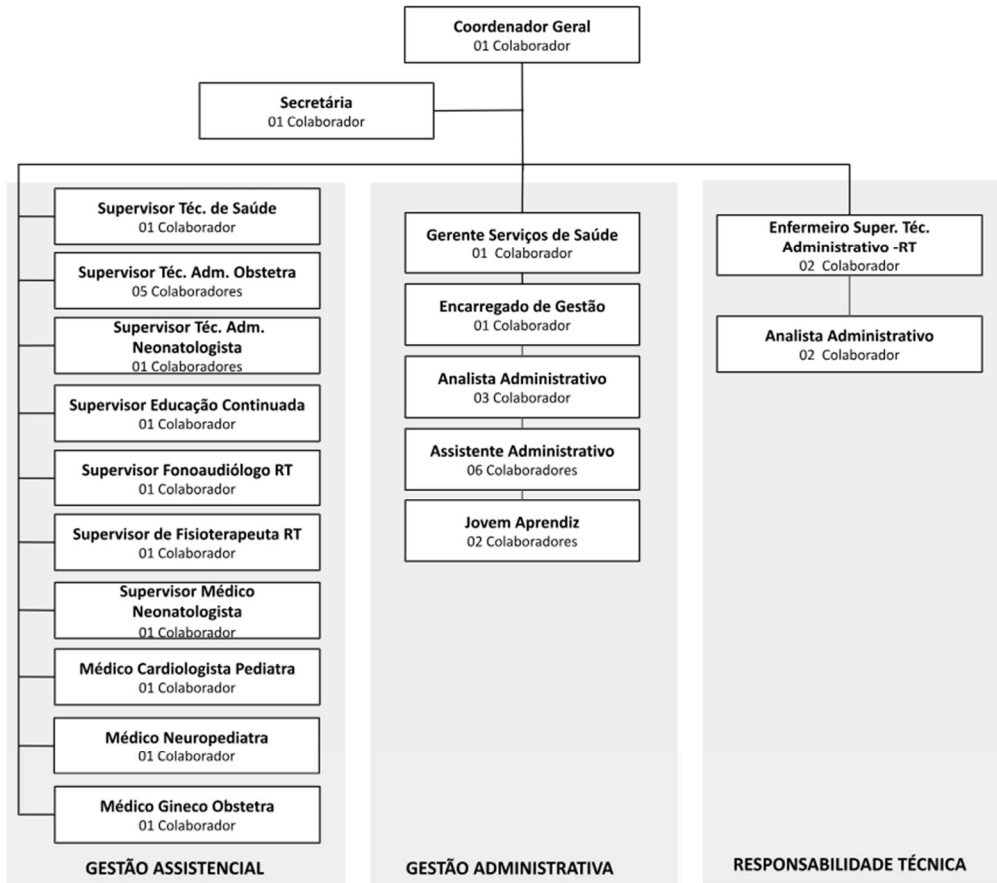 Coordenador Geral
01 Colaborador
Secretária
01 Colaborador
Supervisor Téc. de Saúde
01 Colaborador
Supervisor Téc. Adm. Obstetra
05 Colaboradores
Supervisor Téc. Adm.
Neonatologista
01 Colaboradores
Supervisor Educação Continuada
01 Colaborador
Supervisor Fonoaudiólogo RT
01 Colaborador
Supervisor de Fisioterapeuta RT
01 Colaborador
Supervisor Médico
Neonatologista
01 Colaborador
Médico Cardiologista Pediatra
01 Colaborador
Médico Neuropediatra
01 Colaborador
Médico Gineco Obstetra
01 Colaborador
GESTÃO ASSISTENCIAL
Gerente Serviços de Saúde
01 Colaborador
Encarregado de Gestão
01 Colaborador
Analista Administrativo
03 Colaborador
Assistente Administrativo
06 Colaboradores
Jovem Aprendiz
02 Colaboradores
GESTÃO ADMINISTRATIVA
Enfermeiro Super. Téc.
Administrativo -RT
02 Colaborador
Analista Administrativo
02 Colaborador
RESPONSABILIDADE TÉCNICA